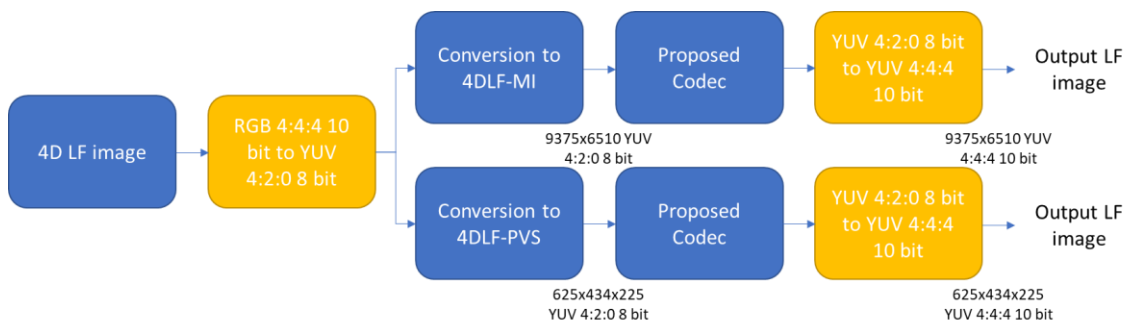 4D LF image
RGB 4:4:4 10
bit to YUV
4:2:0 8 bit
Conversion to
4DLF-MI
Proposed
Codec
YUV 4:2:0 8 bit
to YUV 4:4:4
10 bit
Output LF
image
9375x6510 YUV
4:2:0 8 bit
9375x6510 YUV
4:4:4 10 bit
Conversion to
4DLF-PVS
Proposed
Codec
YUV 4:2:0 8 bit
to YUV 4:4:4
10 bit
Output LF
image
625x434x225
YUV 4:2:0 8 bit
625x434x225
YUV 4:4:4 10 bit